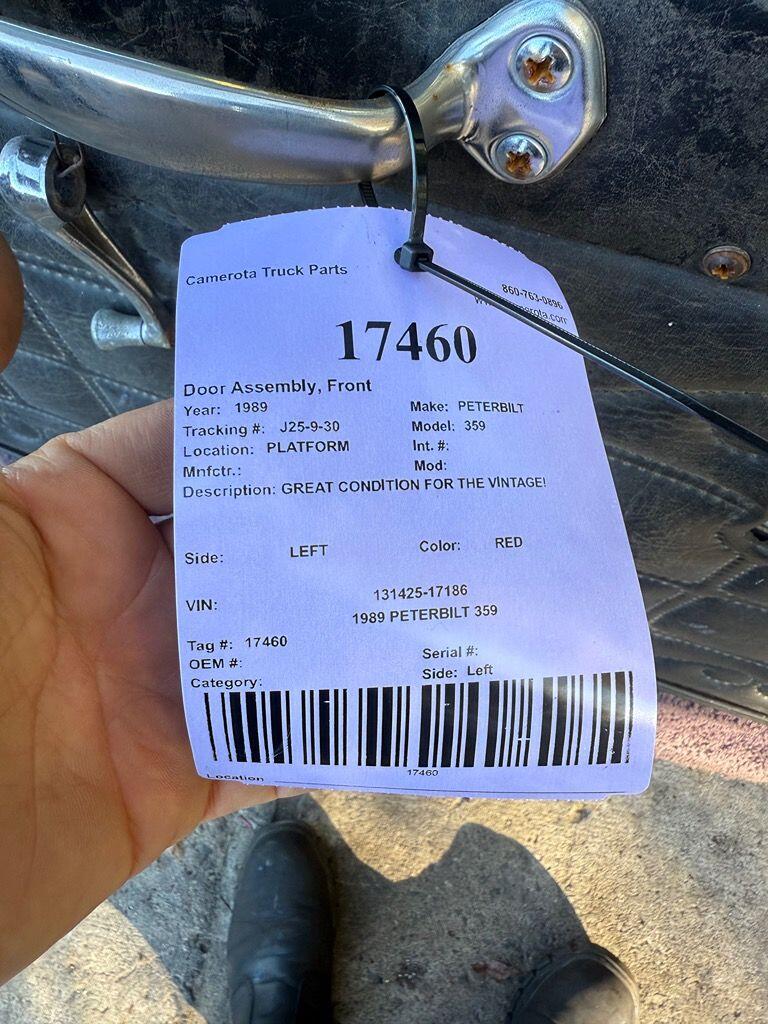 Camerota Truck Parts
860-763-0896
17460
Door Assembly, Front
Year: 1989 Make: PETERBILT
Tracking #: J25-9-30 Model: 359
Location: PLATFORM Int. #:
Mnfctr.: Mod:
Description: GREAT CONDITION FOR THE VINTAGE!
Side: LEFT Color: RED
VIN: 131425-17186
1989 PETERBILT 359
Tag #: 17460
OEM #: Serial #:
Category: Side: Left
17460
Location